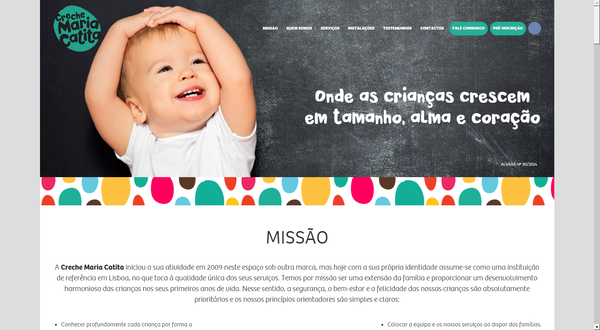 Creche
Maria
Catita
MISSÃO QUEM SOMOS SERVIÇOS INSTALAÇÕES TESTEMUNHOS CONTACTOS FALE CONNOSCO PRÉ-INSCRIÇÃO
Onde as crianças crescem
em tamanho, alma e coração
ALVARÁ Nº 80/2014
MISSÃO
A Creche Maria Catita iniciou a sua atividade em 2009 neste espaço sob outra marca, mas hoje com a sua própria identidade assume-se como uma instituição
de referência em Lisboa, no que toca à qualidade única dos seus serviços. Temos por missão ser uma extensão da família e proporcionar um desenvolvimento
harmonioso das crianças nos seus primeiros anos de vida. Nesse sentido, a segurança, o bem-estar e a felicidade das nossas crianças são absolutamente
prioritários e os nossos princípios orientadores são simples e claros:
• Conhecer profundamente cada criança por forma a
• Colocar a equipa e os nossos serviços ao dispor das famílias,